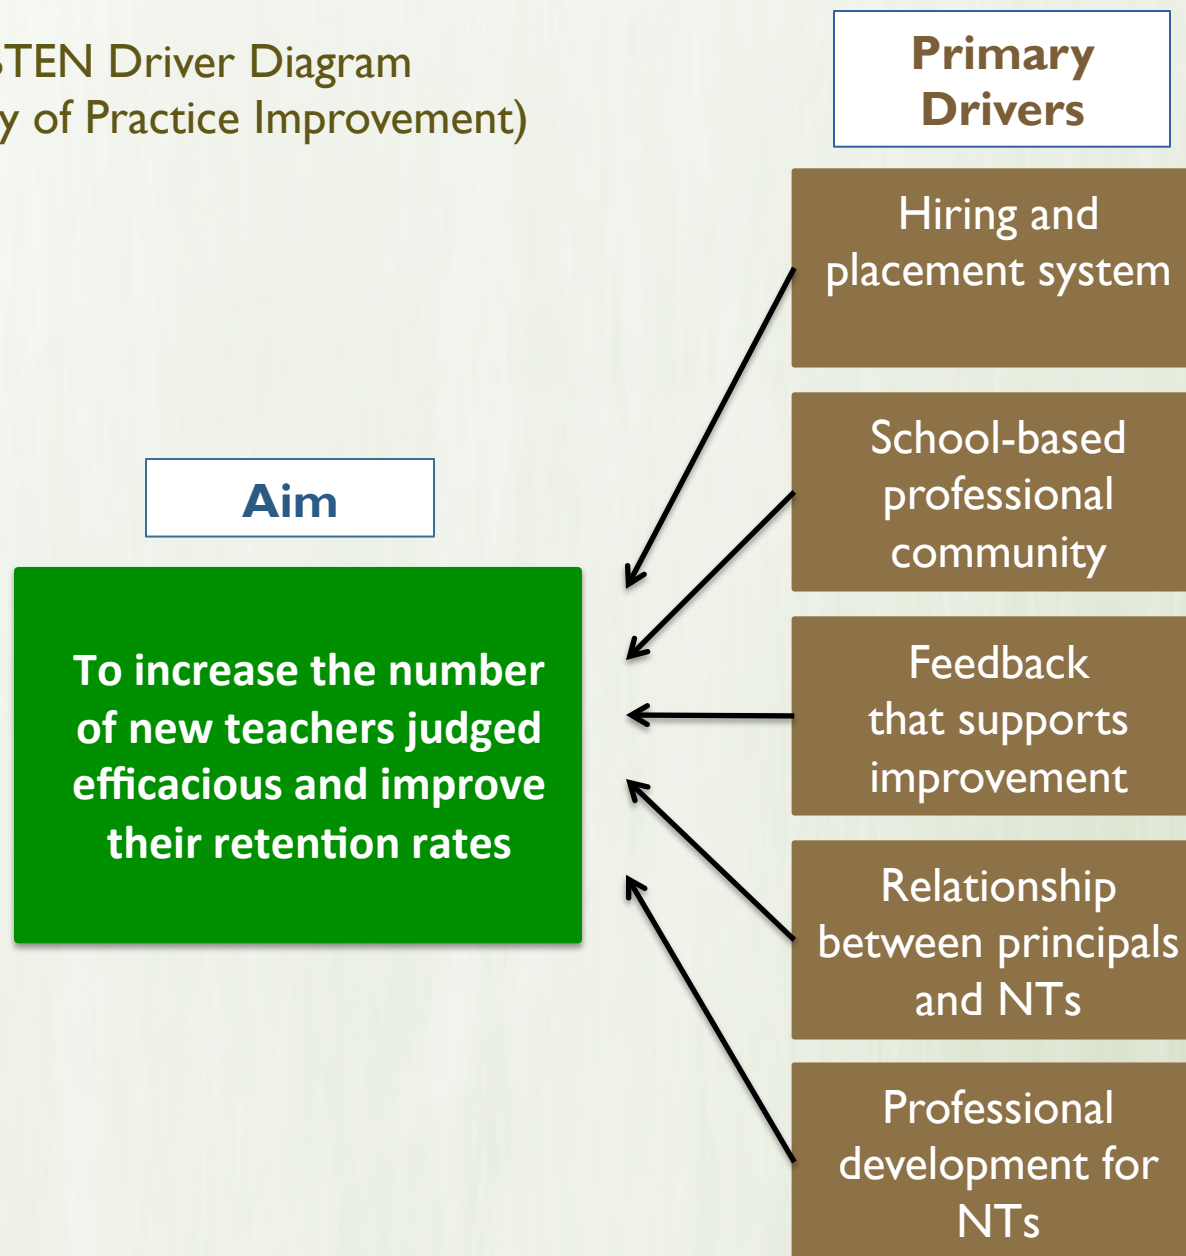 STEN Driver Diagram
y of Practice Improvement)
Primary
Drivers
Hiring and
placement system
School-based
professional
community
Aim
To increase the number
of new teachers judged
efficacious and improve
their retention rates
Feedback
that supports
improvement
Relationship
between principals
and NTs
Professional
development for
NTs